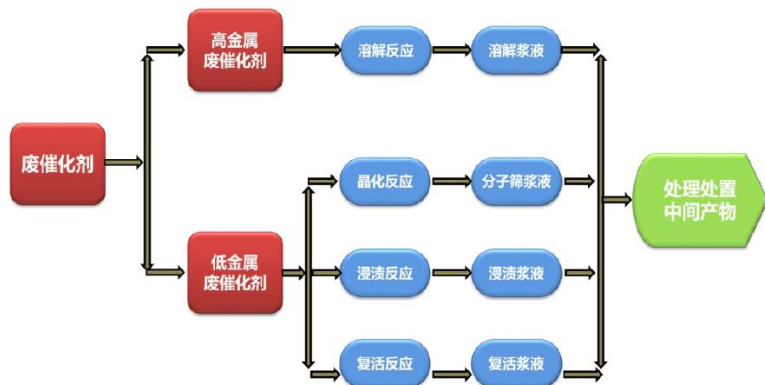 高金属
废催化剂
溶解反应
溶解浆液
废催化剂
晶化反应
分子筛浆液
处理处置
中间产物
低金属
废催化剂
浸渍反应
浸渍浆液
复活反应
复活浆液